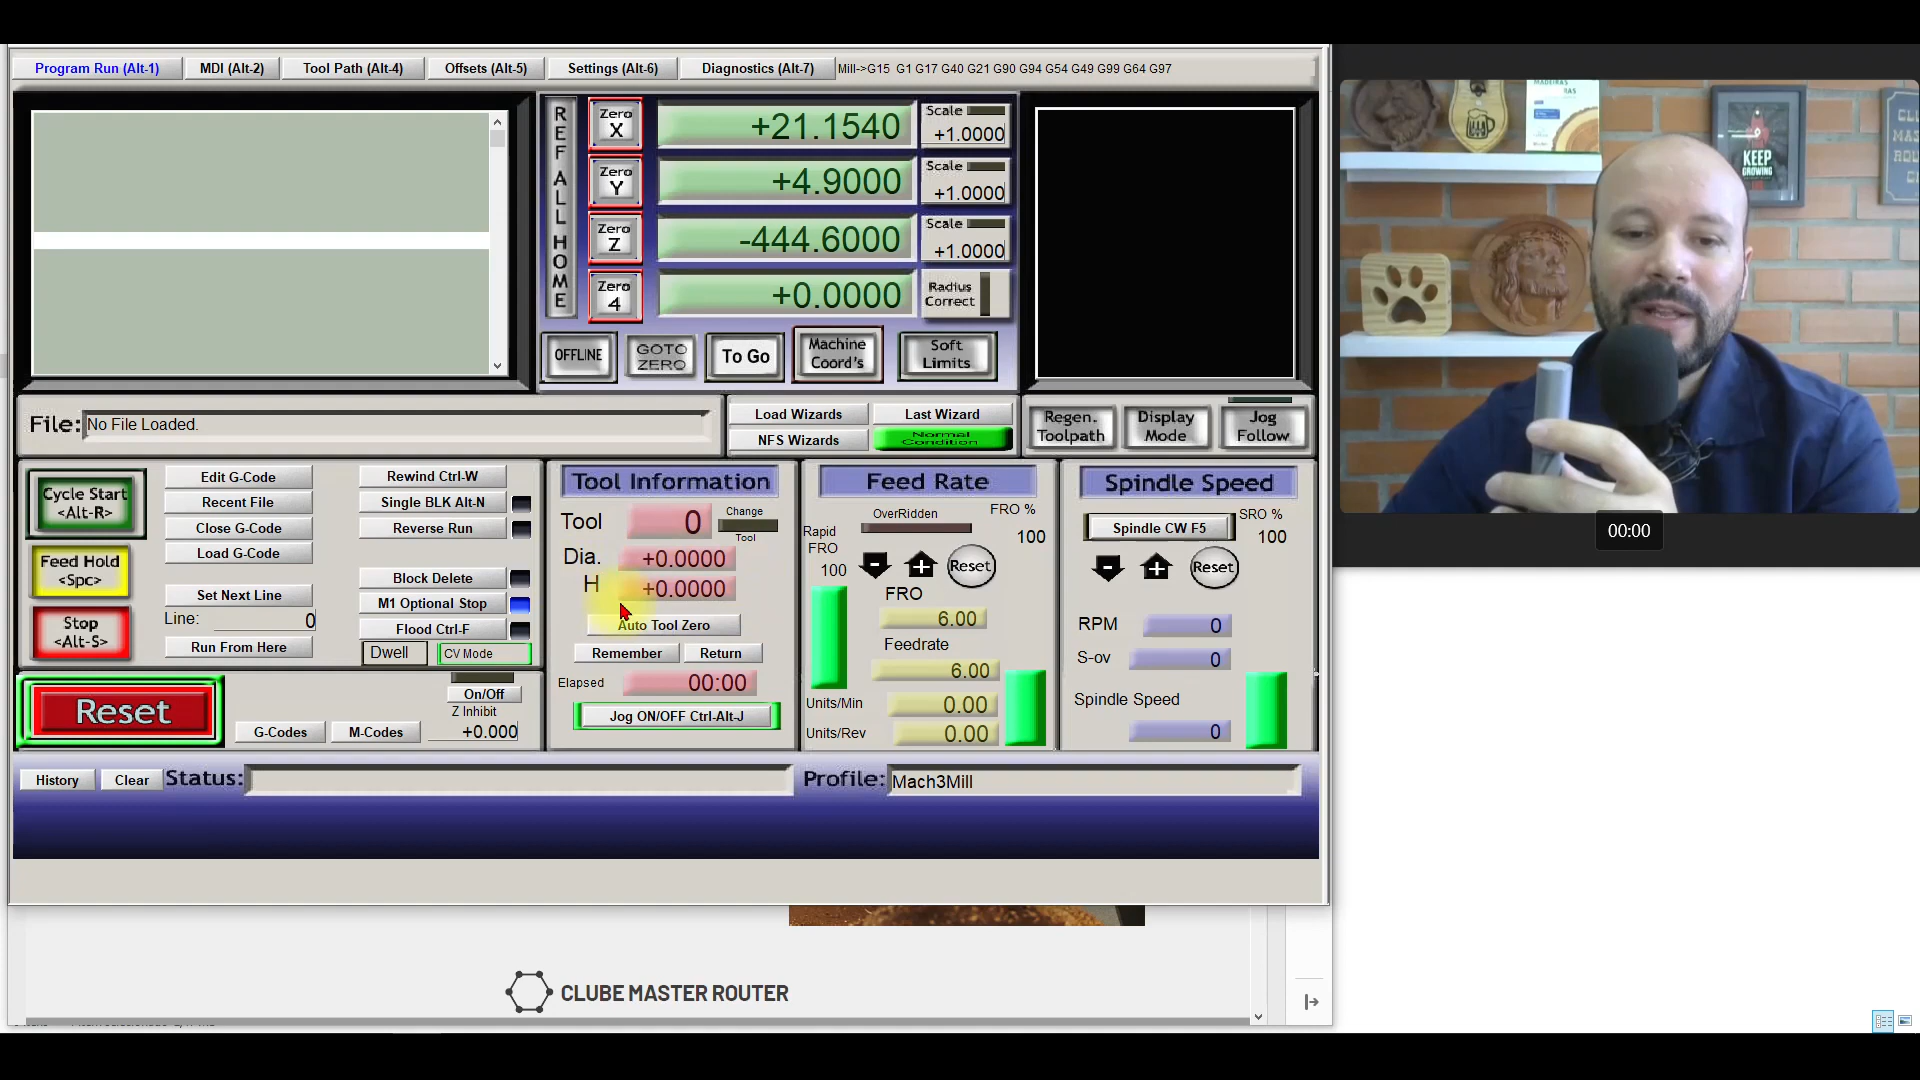 Program Run (Alt-1)
MDI (Alt-2)
Tool Path (Alt-4)
Offsets (Alt-5)
Settings (Alt-6)
Diagnostics (Alt-7)
Mill->G15 G1 G17 G40 G21 G90 G94 G54 G49 G99 G64 G97
REF ALL HOME
Zero X
+21.1540
Scale
+1.0000
Zero Y
+4.9000
Scale
+1.0000
Zero Z
-444.6000
Scale
+1.0000
Zero 4
+0.0000
Radius Correct
OFFLINE
GOTO ZERO
To Go
Machine Coord's
Soft Limits
File:
No File Loaded.
Load Wizards
Last Wizard
NFS Wizards
Normal Condition
Regen. Toolpath
Display Mode
Jog Follow
Cycle Start
<Alt-R>
Feed Hold
<Spc>
Stop
<Alt-S>
Edit G-Code
Recent File
Close G-Code
Load G-Code
Set Next Line
Line:
0
Run From Here
Rewind Ctrl-W
Single BLK Alt-N
Reverse Run
Block Delete
M1 Optional Stop
Flood Ctrl-F
Dwell
CV Mode
Reset
G-Codes
M-Codes
On/Off
Z Inhibit
+0.000
Tool Information
Tool
0
Change
Tool
Dia.
+0.0000
H
+0.0000
Auto Tool Zero
Remember
Return
Elapsed
00:00
Jog ON/OFF Ctrl-Alt-J
Feed Rate
OverRidden
FRO %
100
Rapid
FRO
100
Reset
FRO
6.00
Feedrate
6.00
Units/Min
0.00
Units/Rev
0.00
Spindle Speed
Spindle CW F5
SRO %
100
Reset
RPM
0
S-ov
0
Spindle Speed
0
History
Clear
Status:
Profile:
Mach3Mill
CLUBE MASTER ROUTER
KEEP
GROWING
00:00